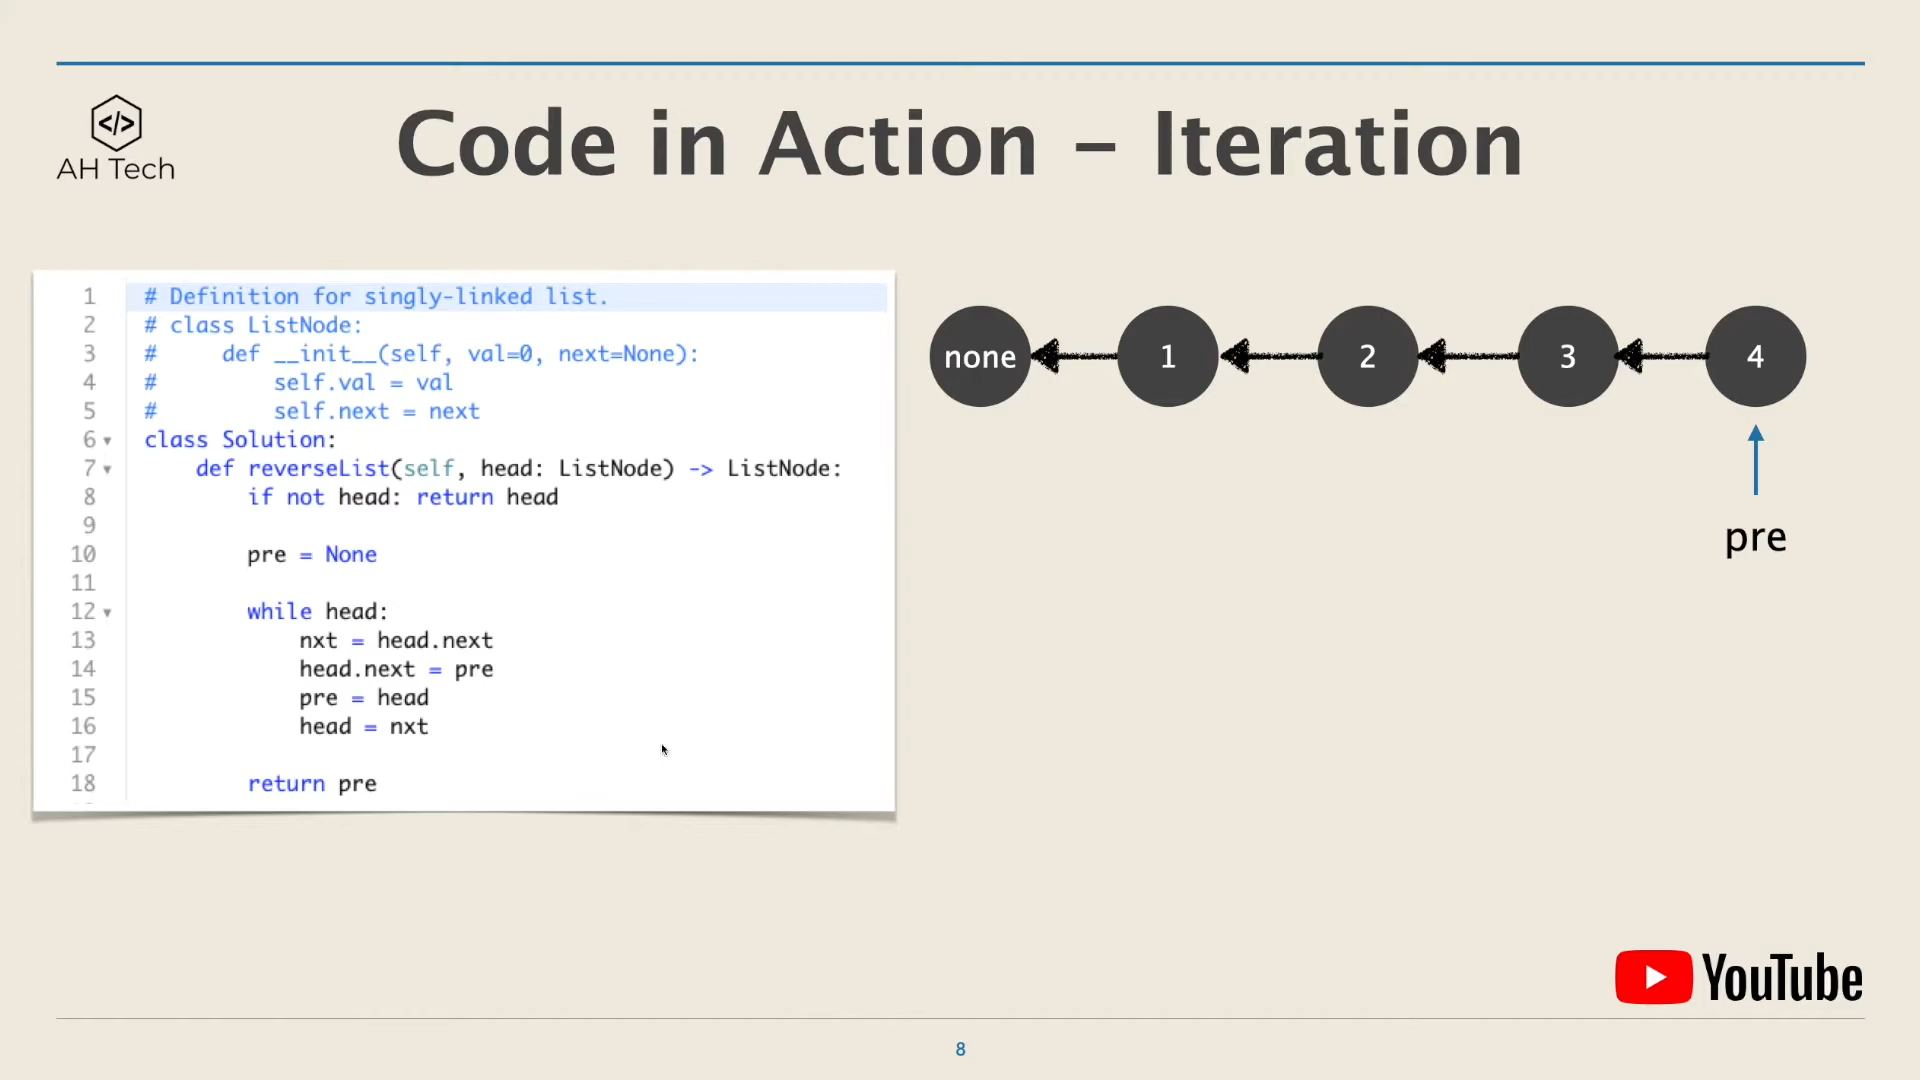 </>
AH Tech
Code in Action – Iteration
1 # Definition for singly-linked list.
2 # class ListNode:
3 #     def __init__(self, val=0, next=None):
4 #         self.val = val
5 #         self.next = next
6 class Solution:
7     def reverseList(self, head: ListNode) -> ListNode:
8         if not head: return head
9
10         pre = None
11
12         while head:
13             nxt = head.next
14             head.next = pre
15             pre = head
16             head = nxt
17
18         return pre
none 1 2 3 4
pre
YouTube
8